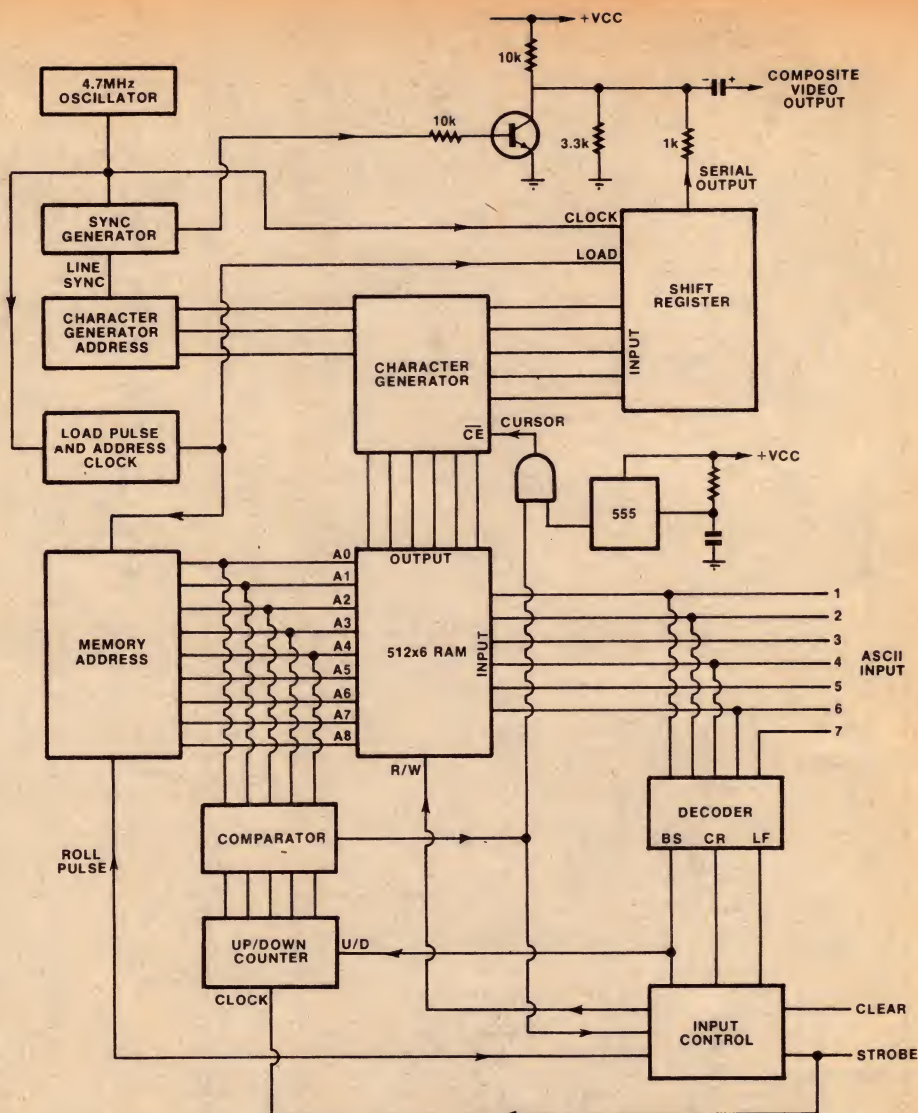 +VCC
10k
4.7MHz
OSCILLATOR
COMPOSITE
VIDEO
OUTPUT
10k
3.3k
1k
SERIAL
OUTPUT
SYNC
GENERATOR
CLOCK
LINE
SYNC
LOAD
SHIFT
REGISTER
CHARACTER
GENERATOR
ADDRESS
INPUT
CHARACTER
GENERATOR
LOAD PULSE
AND ADDRESS
CLOCK
CE
CURSOR
+VCC
555
OUTPUT
MEMORY
ADDRESS
A0
A1
A2
A3
A4
A5
A6
A7
A8
512x6 RAM
INPUT
R/W
1
2
3
4
5
6
7
ASCII
INPUT
DECODER
BS CR LF
COMPARATOR
ROLL
PULSE
UP/DOWN
COUNTER
U/D
CLOCK
INPUT
CONTROL
CLEAR
STROBE